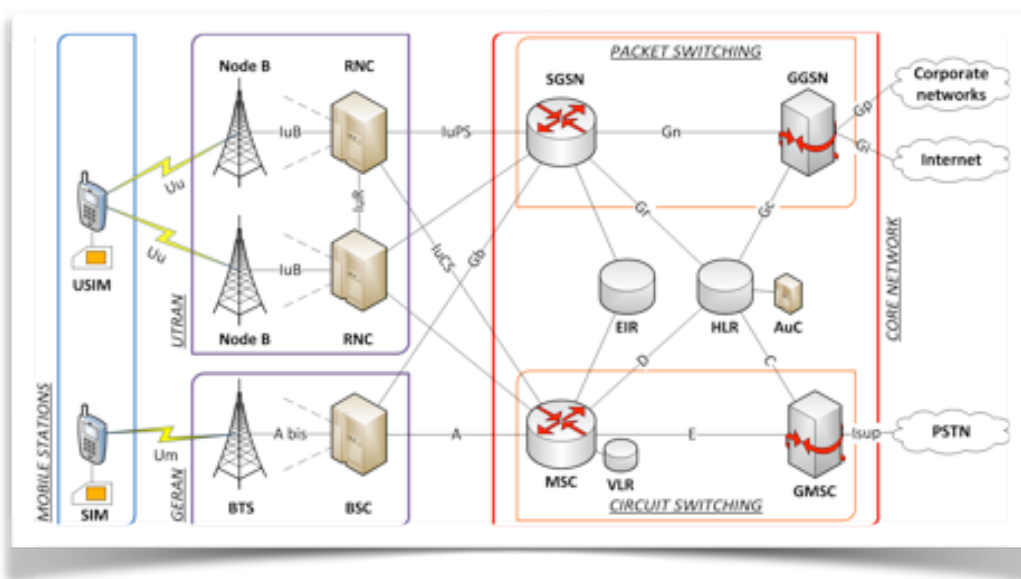 PACKET SWITCHING
Node B
RNC
SGSN
GGSN
Corporate
networks
Gp
IuB
IuPS
Gn
Gi
Internet
Uu
IuR
Gr
Gc
Uu
IuCS
Gb
USIM
IuB
UTRAN
Node B
RNC
EIR
HLR
AuC
CORE NETWORK
D
C
MOBILE STATIONS
Um
A bis
A
E
Isup
PSTN
SIM
GERAN
BTS
BSC
MSC
VLR
GMSC
CIRCUIT SWITCHING